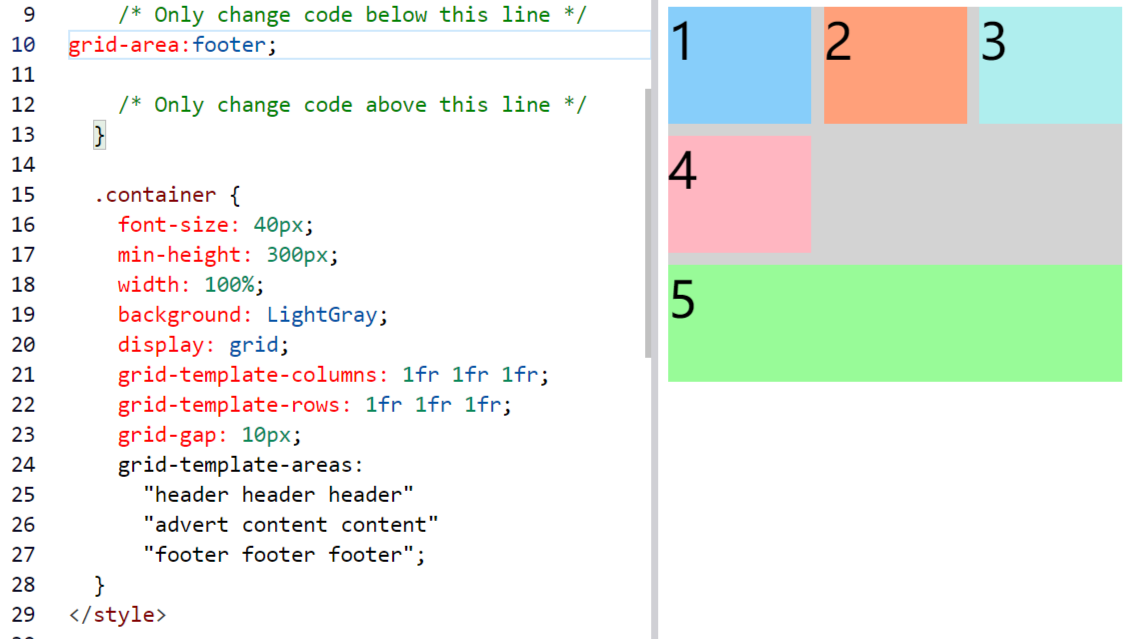 9 /* Only change code below this line */
10 grid-area:footer;
11
12 /* Only change code above this line */
13 }
14
15 .container {
16 font-size: 40px;
17 min-height: 300px;
18 width: 100%;
19 background: LightGray;
20 display: grid;
21 grid-template-columns: 1fr 1fr 1fr;
22 grid-template-rows: 1fr 1fr 1fr;
23 grid-gap: 10px;
24 grid-template-areas:
25 "header header header"
26 "advert content content"
27 "footer footer footer";
28 }
29 </style>
1 2 3
4
5